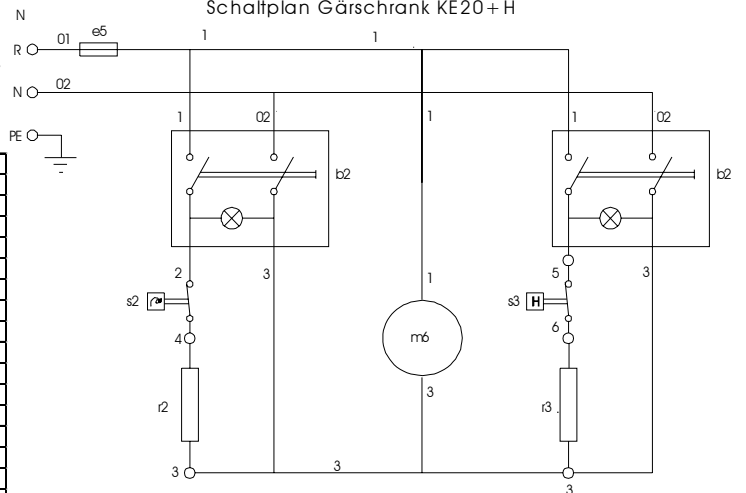 Schaltplan Gärschrank KE20+H
N
R 01 e5 1 1
N 02
1 02 1 1 02
PE
b2 b2
2 3 1 5 3
s2 s3 H
4 m6 6
r2 3 r3
3 3 3